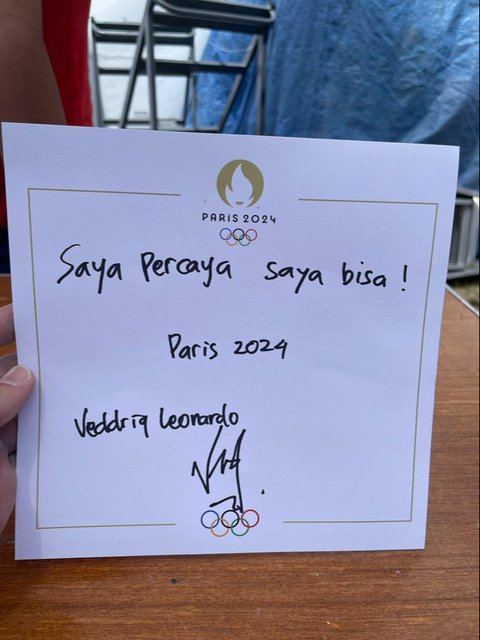 PARIS 2024
Saya percaya saya bisa !
Paris 2024
Veddriq Leonardo